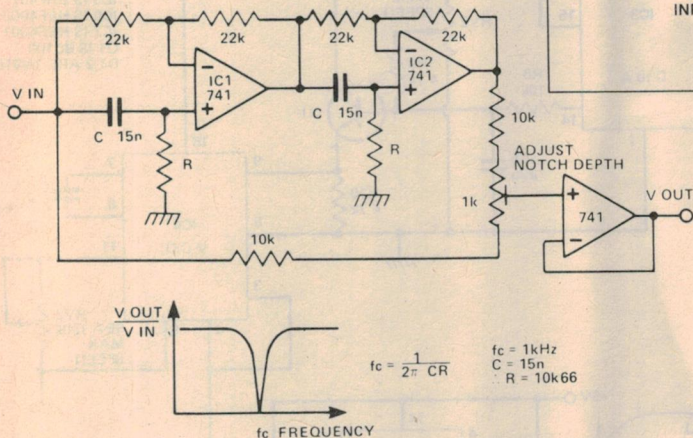 INF
22k
22k
22k
22k
IC1
741
IC2
741
V IN
C 15n
C 15n
R
R
10k
ADJUST
NOTCH DEPTH
1k
741
V OUT
10k
V OUT
V IN
fc = 1
2π CR
fc = 1kHz
C = 15n
∴ R = 10k66
fc FREQUENCY